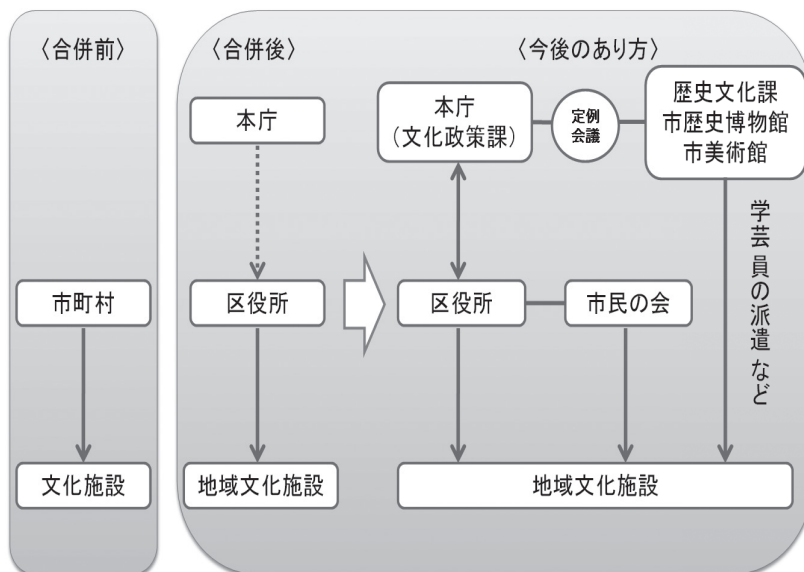 〈合併前〉
市町村
文化施設
〈合併後〉
本庁
区役所
地域文化施設
〈今後のあり方〉
本庁
（文化政策課）
定例
会議
歴史文化課
市歴史博物館
市美術館
区役所
市民の会
学芸員の派遣など
地域文化施設